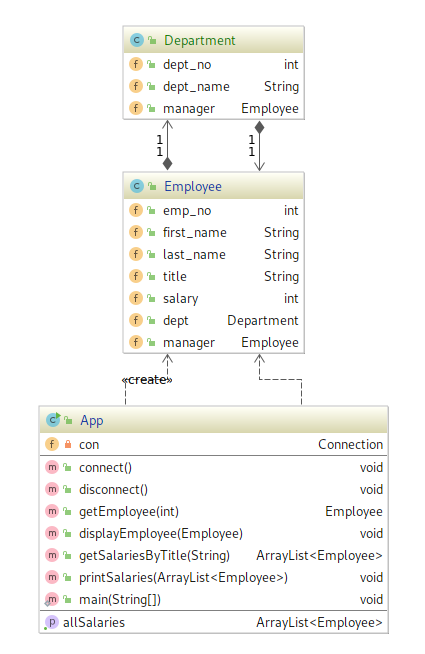 C Department
f dept_no int
f dept_name String
f manager Employee
1 1
1 1
C Employee
f emp_no int
f first_name String
f last_name String
f title String
f salary int
f dept Department
f manager Employee
«create»
C App
f con Connection
m connect() void
m disconnect() void
m getEmployee(int) Employee
m displayEmployee(Employee) void
m getSalariesByTitle(String) ArrayList<Employee>
m printSalaries(ArrayList<Employee>) void
m main(String[]) void
p allSalaries ArrayList<Employee>